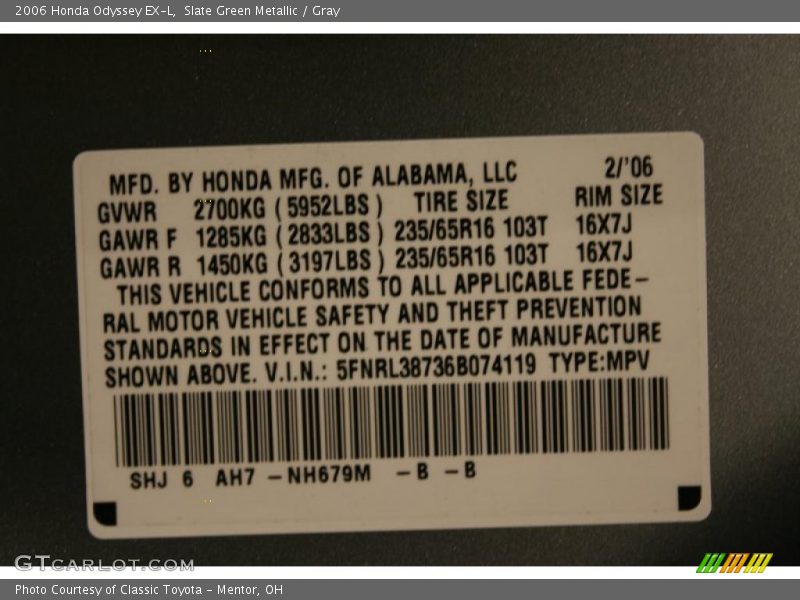 2006 Honda Odyssey EX-L,  Slate Green Metallic / Gray
MFD. BY HONDA MFG. OF ALABAMA, LLC 2/'06
GVWR 2700KG ( 5952LBS ) TIRE SIZE RIM SIZE
GAWR F 1285KG ( 2833LBS ) 235/65R16 103T 16X7J
GAWR R 1450KG ( 3197LBS ) 235/65R16 103T 16X7J
THIS VEHICLE CONFORMS TO ALL APPLICABLE FEDE-
RAL MOTOR VEHICLE SAFETY AND THEFT PREVENTION
STANDARDS IN EFFECT ON THE DATE OF MANUFACTURE
SHOWN ABOVE. V.I.N.: 5FNRL38736B074119 TYPE:MPV
SHJ 6 AH7 -NH679M -B -B
GTCARLOT.COM
Photo Courtesy of Classic Toyota - Mentor, OH